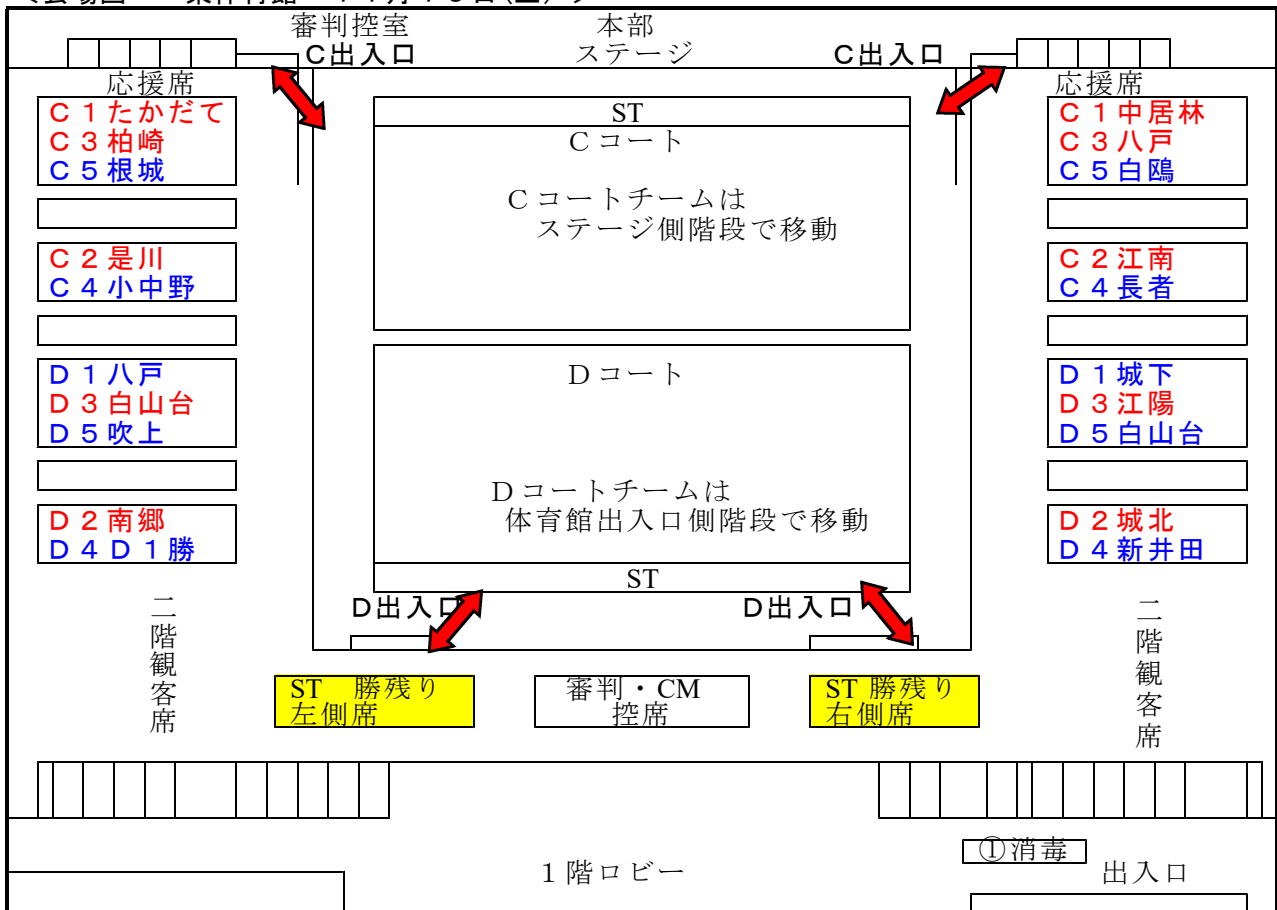 審判控室
本部
C出入口
ステージ
C出入口
応援席
応援席
C1たかだて
C3柏崎
C5根城
ST
Cコート
C1中居林
C3八戸
C5白鴎
Cコートチームは
ステージ側階段で移動
C2是川
C4小中野
C2江南
C4長者
D1八戸
D3白山台
D5吹上
Dコート
D1城下
D3江陽
D5白山台
Dコートチームは
体育館出入口側階段で移動
D2南郷
D4D1勝
D2城北
D4新井田
ST
D出入口
D出入口
二階観客席
二階観客席
ST 勝残り
左側席
審判・CM
控席
ST 勝残り
右側席
①消毒
1階ロビー
出入口